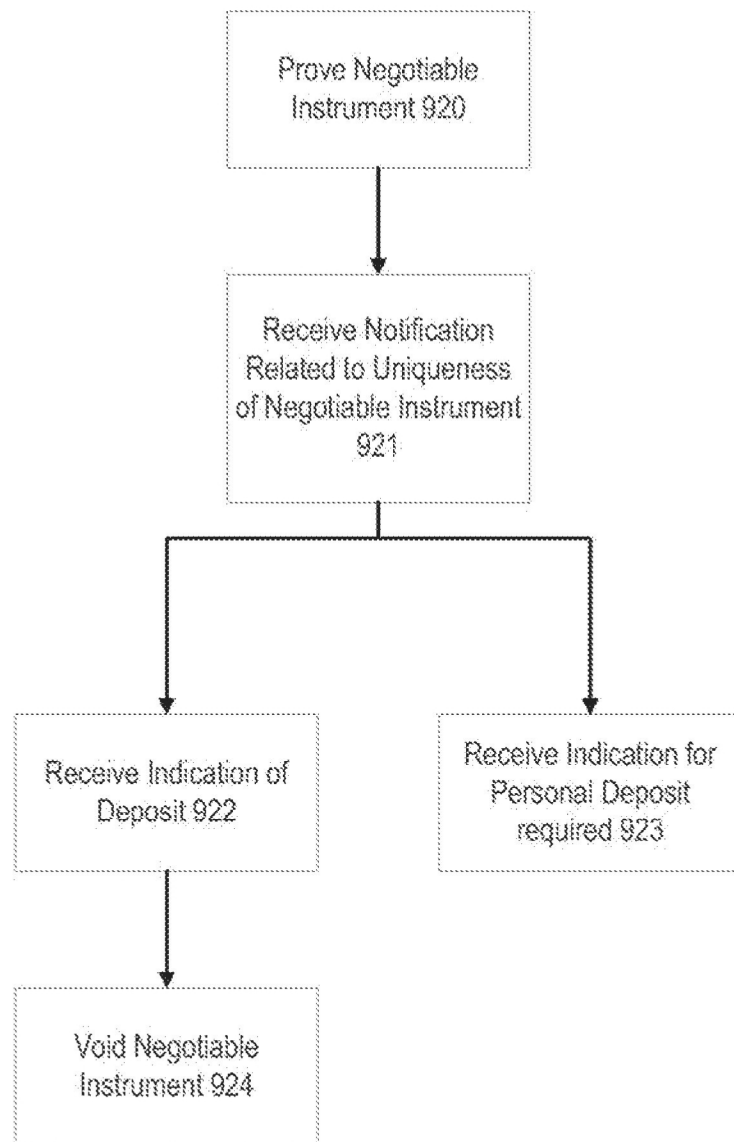 Prove Negotiable
Instrument 920
Receive Notification
Related to Uniqueness
of Negotiable Instrument
921
Receive Indication of
Deposit 922
Receive Indication for
Personal Deposit
required 923
Void Negotiable
Instrument 924